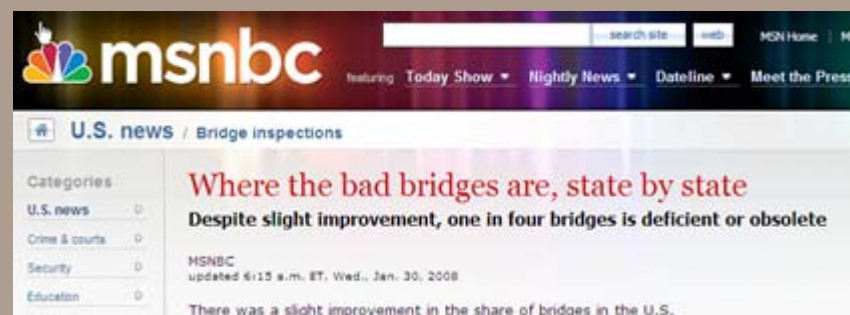 search site
web
MSN Home | M
msnbc
featuring Today Show Nightly News Dateline Meet the Press
U.S. news / Bridge inspections
Categories
U.S. news
Crime & courts
Security
Education
Where the bad bridges are, state by state
Despite slight improvement, one in four bridges is deficient or obsolete
MSNBC
updated 6:15 a.m. ET, Wed., Jan. 30, 2008
There was a slight improvement in the share of bridges in the U.S.